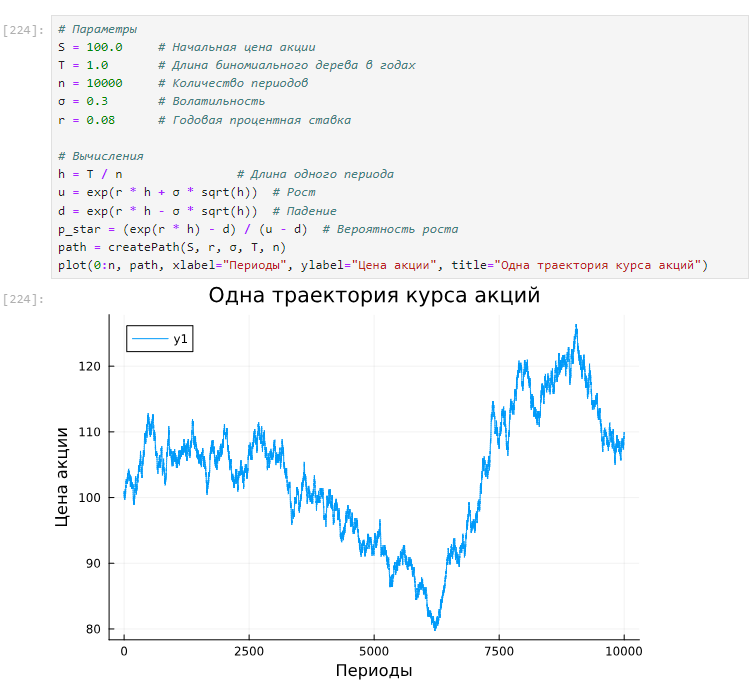 [224]:
# Параметры
S = 100.0     # Начальная цена акции
T = 1.0       # Длина биномиального дерева в годах
n = 10000     # Количество периодов
σ = 0.3       # Волатильность
r = 0.08      # Годовая процентная ставка
# Вычисления
h = T / n                # Длина одного периода
u = exp(r * h + σ * sqrt(h))  # Рост
d = exp(r * h - σ * sqrt(h))  # Падение
p_star = (exp(r * h) - d) / (u - d)  # Вероятность роста
path = createPath(S, r, σ, T, n)
plot(0:n, path, xlabel="Периоды", ylabel="Цена акции", title="Одна траектория курса акций")
[224]:
Одна траектория курса акций
y1
120
110
100
90
80
Цена акции
0 2500 5000 7500 10000
Периоды